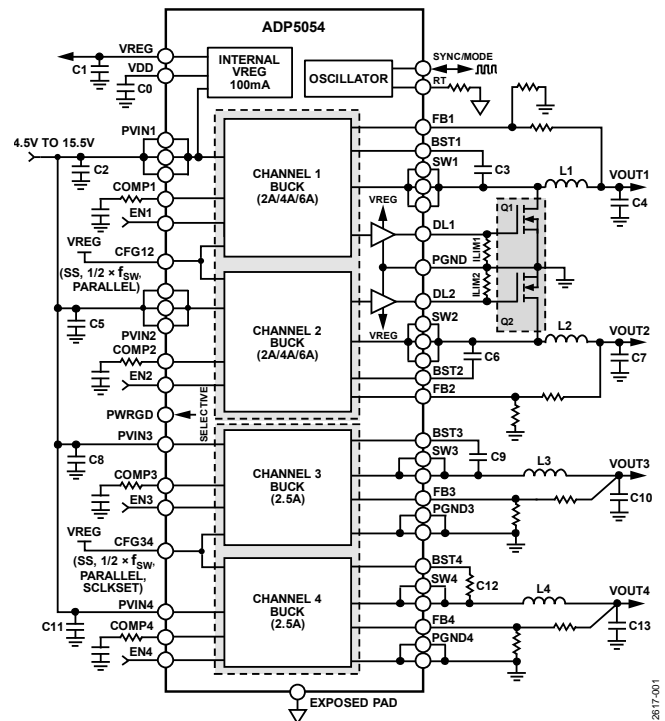 ADP5054
VREG
C1
VDD
C0
INTERNAL
VREG
100mA
OSCILLATOR
SYNC/MODE
RT
4.5V TO 15.5V
PVIN1
C2
COMP1
EN1
VREG
CFG12
(SS, 1/2 × fSW,
PARALLEL)
CHANNEL 1
BUCK
(2A/4A/6A)
FB1
BST1
SW1
C3
L1
VOUT1
C4
VREG
DL1
PGND
DL2
VREG
ILIM1
ILIM2
Q1
Q2
C5
PVIN2
COMP2
EN2
PWRGD
SELECTIVE
CHANNEL 2
BUCK
(2A/4A/6A)
SW2
L2
VOUT2
C6
C7
BST2
FB2
PVIN3
C8
COMP3
EN3
VREG
CFG34
(SS, 1/2 × fSW,
PARALLEL,
SCLKSET)
CHANNEL 3
BUCK
(2.5A)
BST3
SW3
C9
L3
VOUT3
C10
FB3
PGND3
PVIN4
C11
COMP4
EN4
CHANNEL 4
BUCK
(2.5A)
BST4
SW4
C12
L4
VOUT4
C13
FB4
PGND4
EXPOSED PAD
2617-001